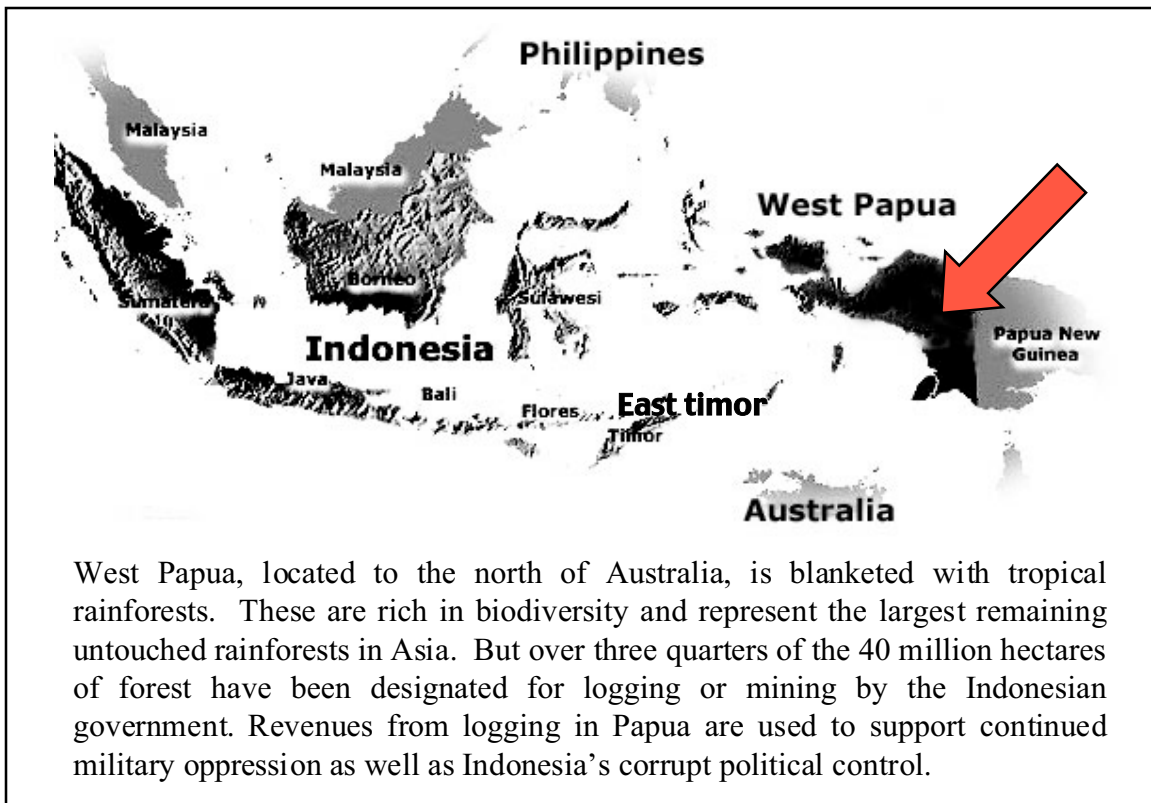 Philippines
Malaysia
Malaysia
West Papua
Borneo
Sumatera
Sulawesi
Indonesia
Papua New
Guinea
Java
Bali
Flores
East timor
Timor
Australia
West Papua, located to the north of Australia, is blanketed with tropical
rainforests. These are rich in biodiversity and represent the largest remaining
untouched rainforests in Asia. But over three quarters of the 40 million hectares
of forest have been designated for logging or mining by the Indonesian
government. Revenues from logging in Papua are used to support continued
military oppression as well as Indonesia's corrupt political control.